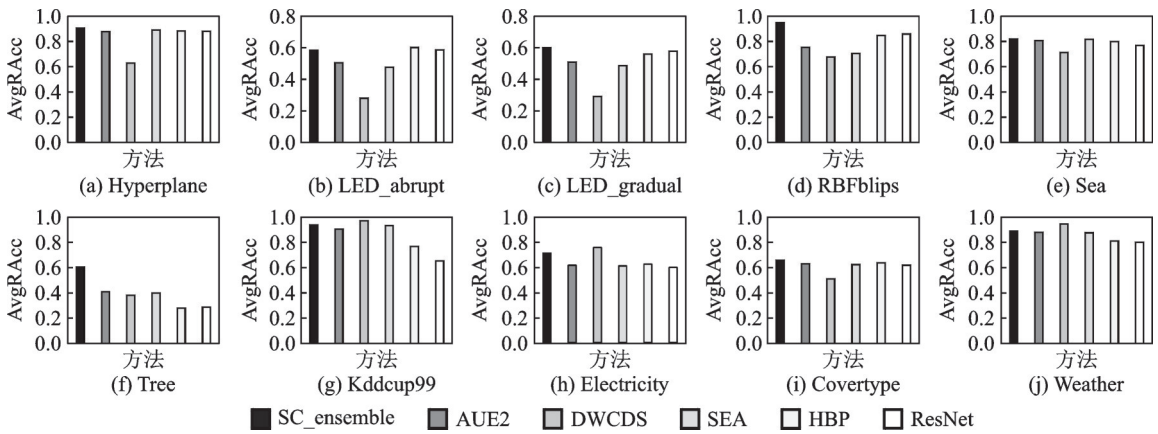 AvgRAcc
1.0
0.8
0.6
0.4
0.2
0.0
方法
(a) Hyperplane
AvgRAcc
0.8
0.6
0.4
0.2
0.0
方法
(b) LED_abrupt
AvgRAcc
0.8
0.6
0.4
0.2
0.0
方法
(c) LED_gradual
AvgRAcc
1.0
0.8
0.6
0.4
0.2
0.0
方法
(d) RBFblips
AvgRAcc
1.0
0.8
0.6
0.4
0.2
0.0
方法
(e) Sea
AvgRAcc
1.0
0.8
0.6
0.4
0.2
0.0
方法
(f) Tree
AvgRAcc
1.0
0.8
0.6
0.4
0.2
0.0
方法
(g) Kddcup99
AvgRAcc
1.0
0.8
0.6
0.4
0.2
0.0
方法
(h) Electricity
AvgRAcc
1.0
0.8
0.6
0.4
0.2
0.0
方法
(i) Covertype
AvgRAcc
1.0
0.8
0.6
0.4
0.2
0.0
方法
(j) Weather
SC_ensemble AUE2 DWCDS SEA HBP ResNet